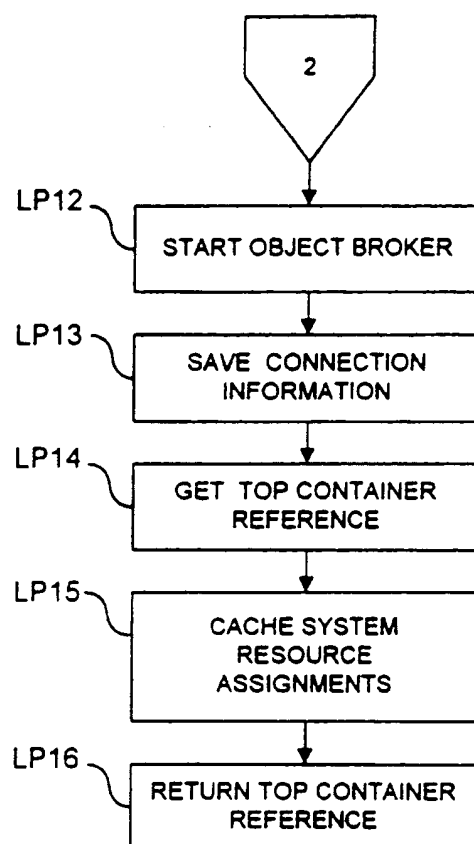 2
LP12
START OBJECT BROKER
LP13
SAVE CONNECTION
INFORMATION
LP14
GET TOP CONTAINER
REFERENCE
LP15
CACHE SYSTEM
RESOURCE
ASSIGNMENTS
LP16
RETURN TOP CONTAINER
REFERENCE